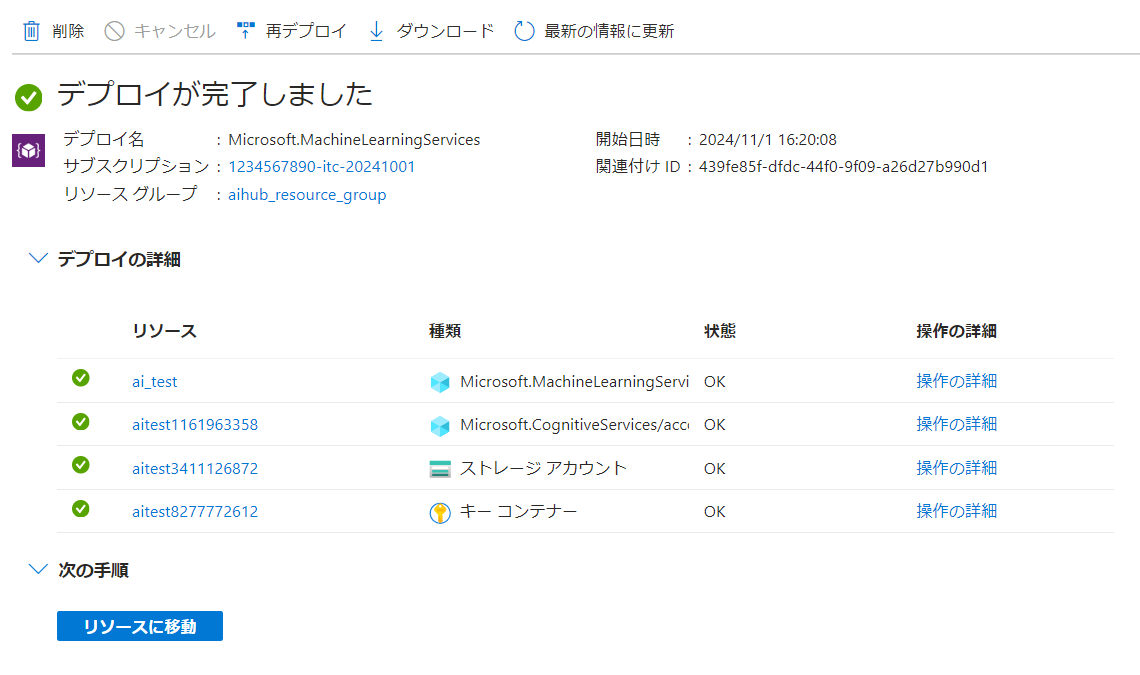 削除 キャンセル 再デプロイ ダウンロード 最新の情報に更新
デプロイが完了しました
デプロイ名 : Microsoft.MachineLearningServices 開始日時 : 2024/11/1 16:20:08
サブスクリプション : 1234567890-itc-20241001 関連付け ID : 439fe85f-dfdc-44f0-9f09-a26d27b990d1
リソース グループ : aihub_resource_group
デプロイの詳細
リソース 種類 状態 操作の詳細
ai_test Microsoft.MachineLearningServi OK 操作の詳細
aitest1161963358 Microsoft.CognitiveServices/acc OK 操作の詳細
aitest3411126872 ストレージ アカウント OK 操作の詳細
aitest8277772612 キー コンテナー OK 操作の詳細
次の手順
リソースに移動